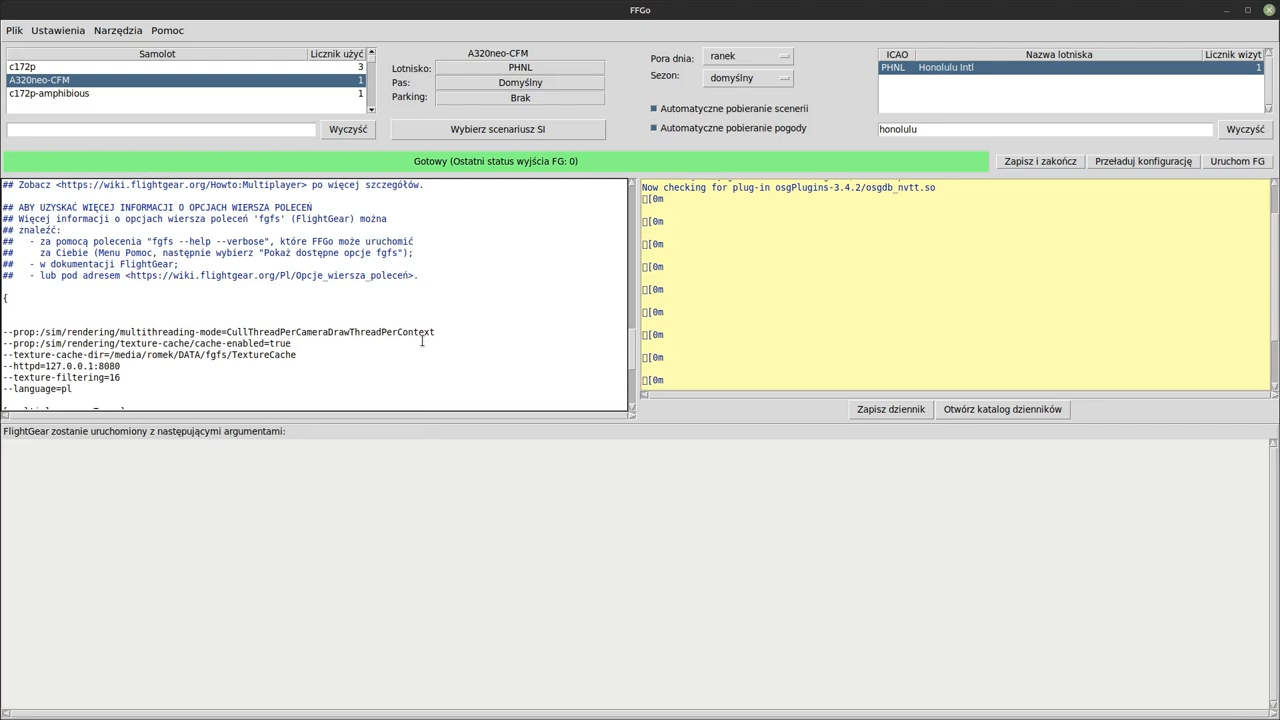 FFGo
Plik Ustawienia Narzędzia Pomoc
Samolot Licznik użyć
c172p 3
A320neo-CFM 1
c172p-amphibious 1
Wyczyść
A320neo-CFM
Lotnisko: PHNL
Pas: Domyślny
Parking: Brak
Wybierz scenariusz SI
Pora dnia: ranek
Sezon: domyślny
Automatyczne pobieranie scenerii
Automatyczne pobieranie pogody
ICAO Nazwa lotniska Licznik wizyt
PHNL Honolulu Intl 1
honolulu Wyczyść
Gotowy (Ostatni status wyjścia FG: 0)
Zapisz i zakończ Przeładuj konfigurację Uruchom FG
## Zobacz <https://wiki.flightgear.org/Howto:Multiplayer> po więcej szczegółów.
## ABY UZYSKAĆ WIĘCEJ INFORMACJI O OPCJACH WIERSZA POLECEŃ
## Więcej informacji o opcjach wiersza poleceń 'fgfs' (FlightGear) można
## znaleźć:
##   - za pomocą polecenia "fgfs --help --verbose", które FFGo może uruchomić
##     za Ciebie (Menu Pomoc, następnie wybierz "Pokaż dostępne opcje fgfs");
##   - w dokumentacji FlightGear;
##   - lub pod adresem <https://wiki.flightgear.org/Pl/Opcje_wiersza_poleceń>.
{
--prop:/sim/rendering/multithreading-mode=CullThreadPerCameraDrawThreadPerContext
--prop:/sim/rendering/texture-cache/cache-enabled=true
--texture-cache-dir=/media/romek/DATA/fgfs/TextureCache
--httpd=127.0.0.1:8080
--texture-filtering=16
--language=pl
Now checking for plug-in osgPlugins-3.4.2/osgdb_nvtt.so
[0m
[0m
[0m
[0m
[0m
[0m
[0m
[0m
[0m
Zapisz dziennik Otwórz katalog dzienników
FlightGear zostanie uruchomiony z następującymi argumentami: